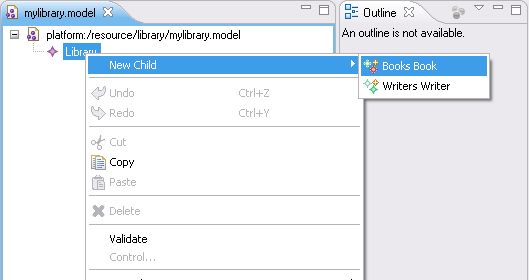 mylibrary.model
Outline
platform:/resource/library/mylibrary.model
An outline is not available.
Library
New Child
Books Book
Writers Writer
Undo Ctrl+Z
Redo Ctrl+Y
Cut
Copy
Paste
Delete
Validate
Control...